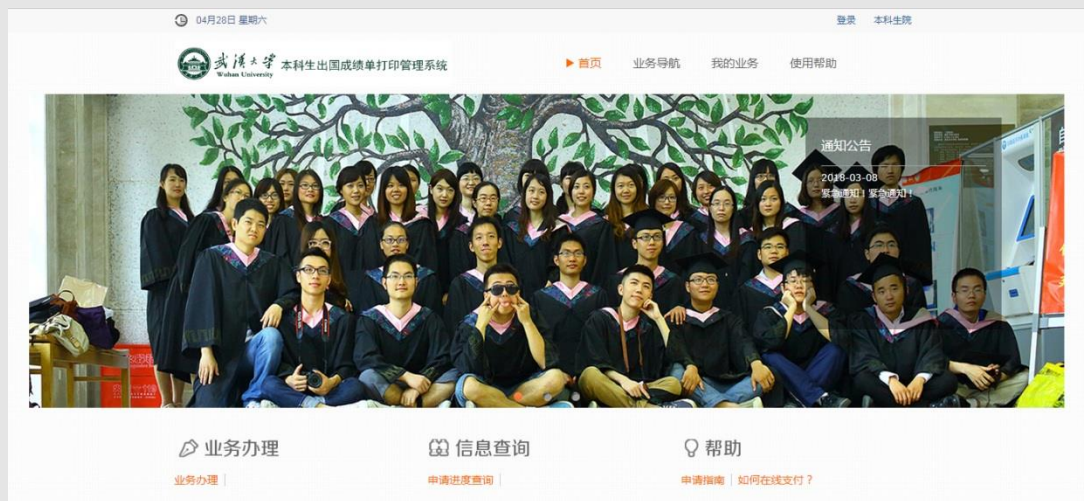 04月28日 星期六
登录 本科生院
武汉大学 Wuhan University 本科生出国成绩单打印管理系统
首页 业务导航 我的业务 使用帮助
通知公告
2018-03-08
紧急通知！紧急通知！
业务办理 信息查询 帮助
业务办理 申请进度查询 申请指南 如何在线支付？